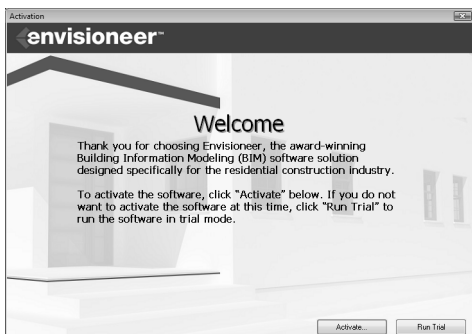 Activation
envisioneer™
Welcome
Thank you for choosing Envisioneer, the award-winning
Building Information Modeling (BIM) software solution
designed specifically for the residential construction industry.
To activate the software, click "Activate" below. If you do not
want to activate the software at this time, click "Run Trial" to
run the software in trial mode.
Activate...
Run Trial